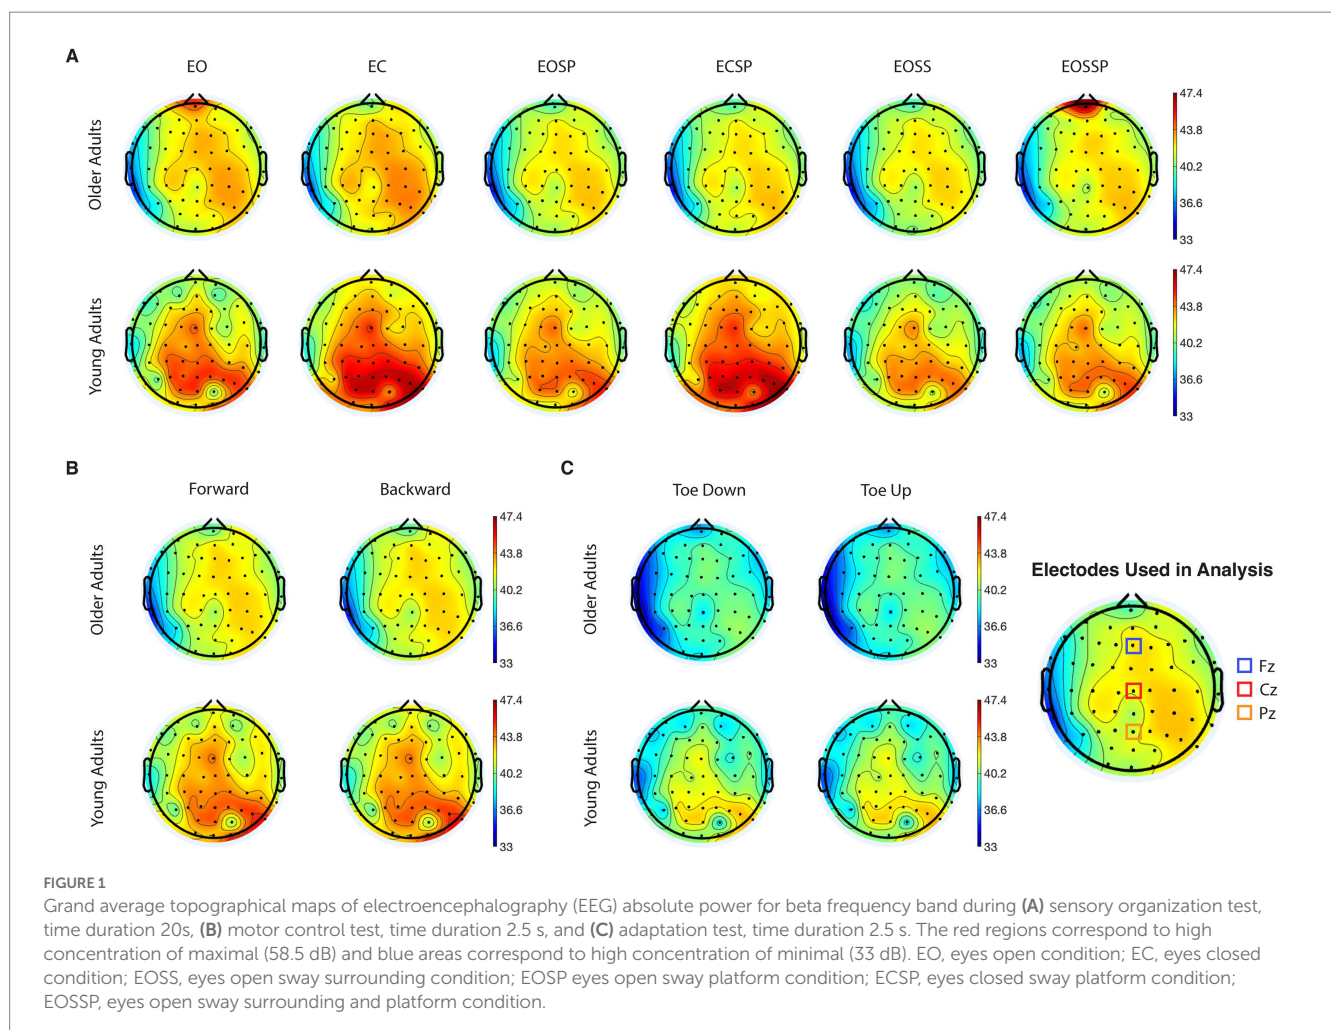 A
EO EC EOSP ECSP EOSS EOSSP
Older Adults
47.4
43.8
40.2
36.6
33
Young Adults
47.4
43.8
40.2
36.6
33
B
Forward Backward
Older Adults
47.4
43.8
40.2
36.6
33
Young Adults
47.4
43.8
40.2
36.6
33
C
Toe Down Toe Up
Older Adults
47.4
43.8
40.2
36.6
33
Young Adults
47.4
43.8
40.2
36.6
33
Electodes Used in Analysis
Fz
Cz
Pz
FIGURE 1
Grand average topographical maps of electroencephalography (EEG) absolute power for beta frequency band during (A) sensory organization test,
time duration 20s, (B) motor control test, time duration 2.5 s, and (C) adaptation test, time duration 2.5 s. The red regions correspond to high
concentration of maximal (58.5 dB) and blue areas correspond to high concentration of minimal (33 dB). EO, eyes open condition; EC, eyes closed
condition; EOSS, eyes open sway surrounding condition; EOSP eyes open sway platform condition; ECSP, eyes closed sway platform condition;
EOSSP, eyes open sway surrounding and platform condition.